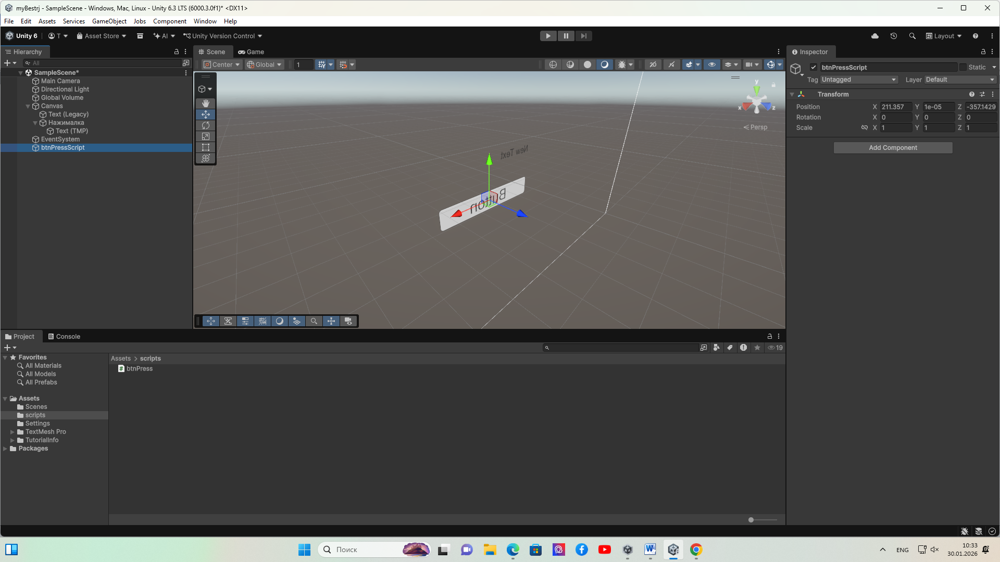 myBestrj - SampleScene - Windows, Mac, Linux - Unity 6.3 LTS (6000.3.0f1)* <DX11>
File Edit Assets Services GameObject Jobs Component Window Help
Unity 6 T Asset Store AI Unity Version Control Layout
Hierarchy Scene Game Inspector
All Center Global 1 2D
SampleScene*
Main Camera
Directional Light
Global Volume
Canvas
Text (Legacy)
Нажималка
Text (TMP)
EventSystem
btnPressScript
y
x z
Persp
New Text
Button
btnPressScript Static
Tag Untagged Layer Default
Transform
Position X 211.357 Y 1e-05 Z -357.1429
Rotation X 0 Y 0 Z 0
Scale X 1 Y 1 Z 1
Add Component
Project Console
19
Favorites
All Materials
All Models
All Prefabs
Assets
Scenes
scripts
Settings
TextMesh Pro
TutorialInfo
Packages
Assets > scripts
btnPress
Поиск
ENG
10:33
30.01.2026